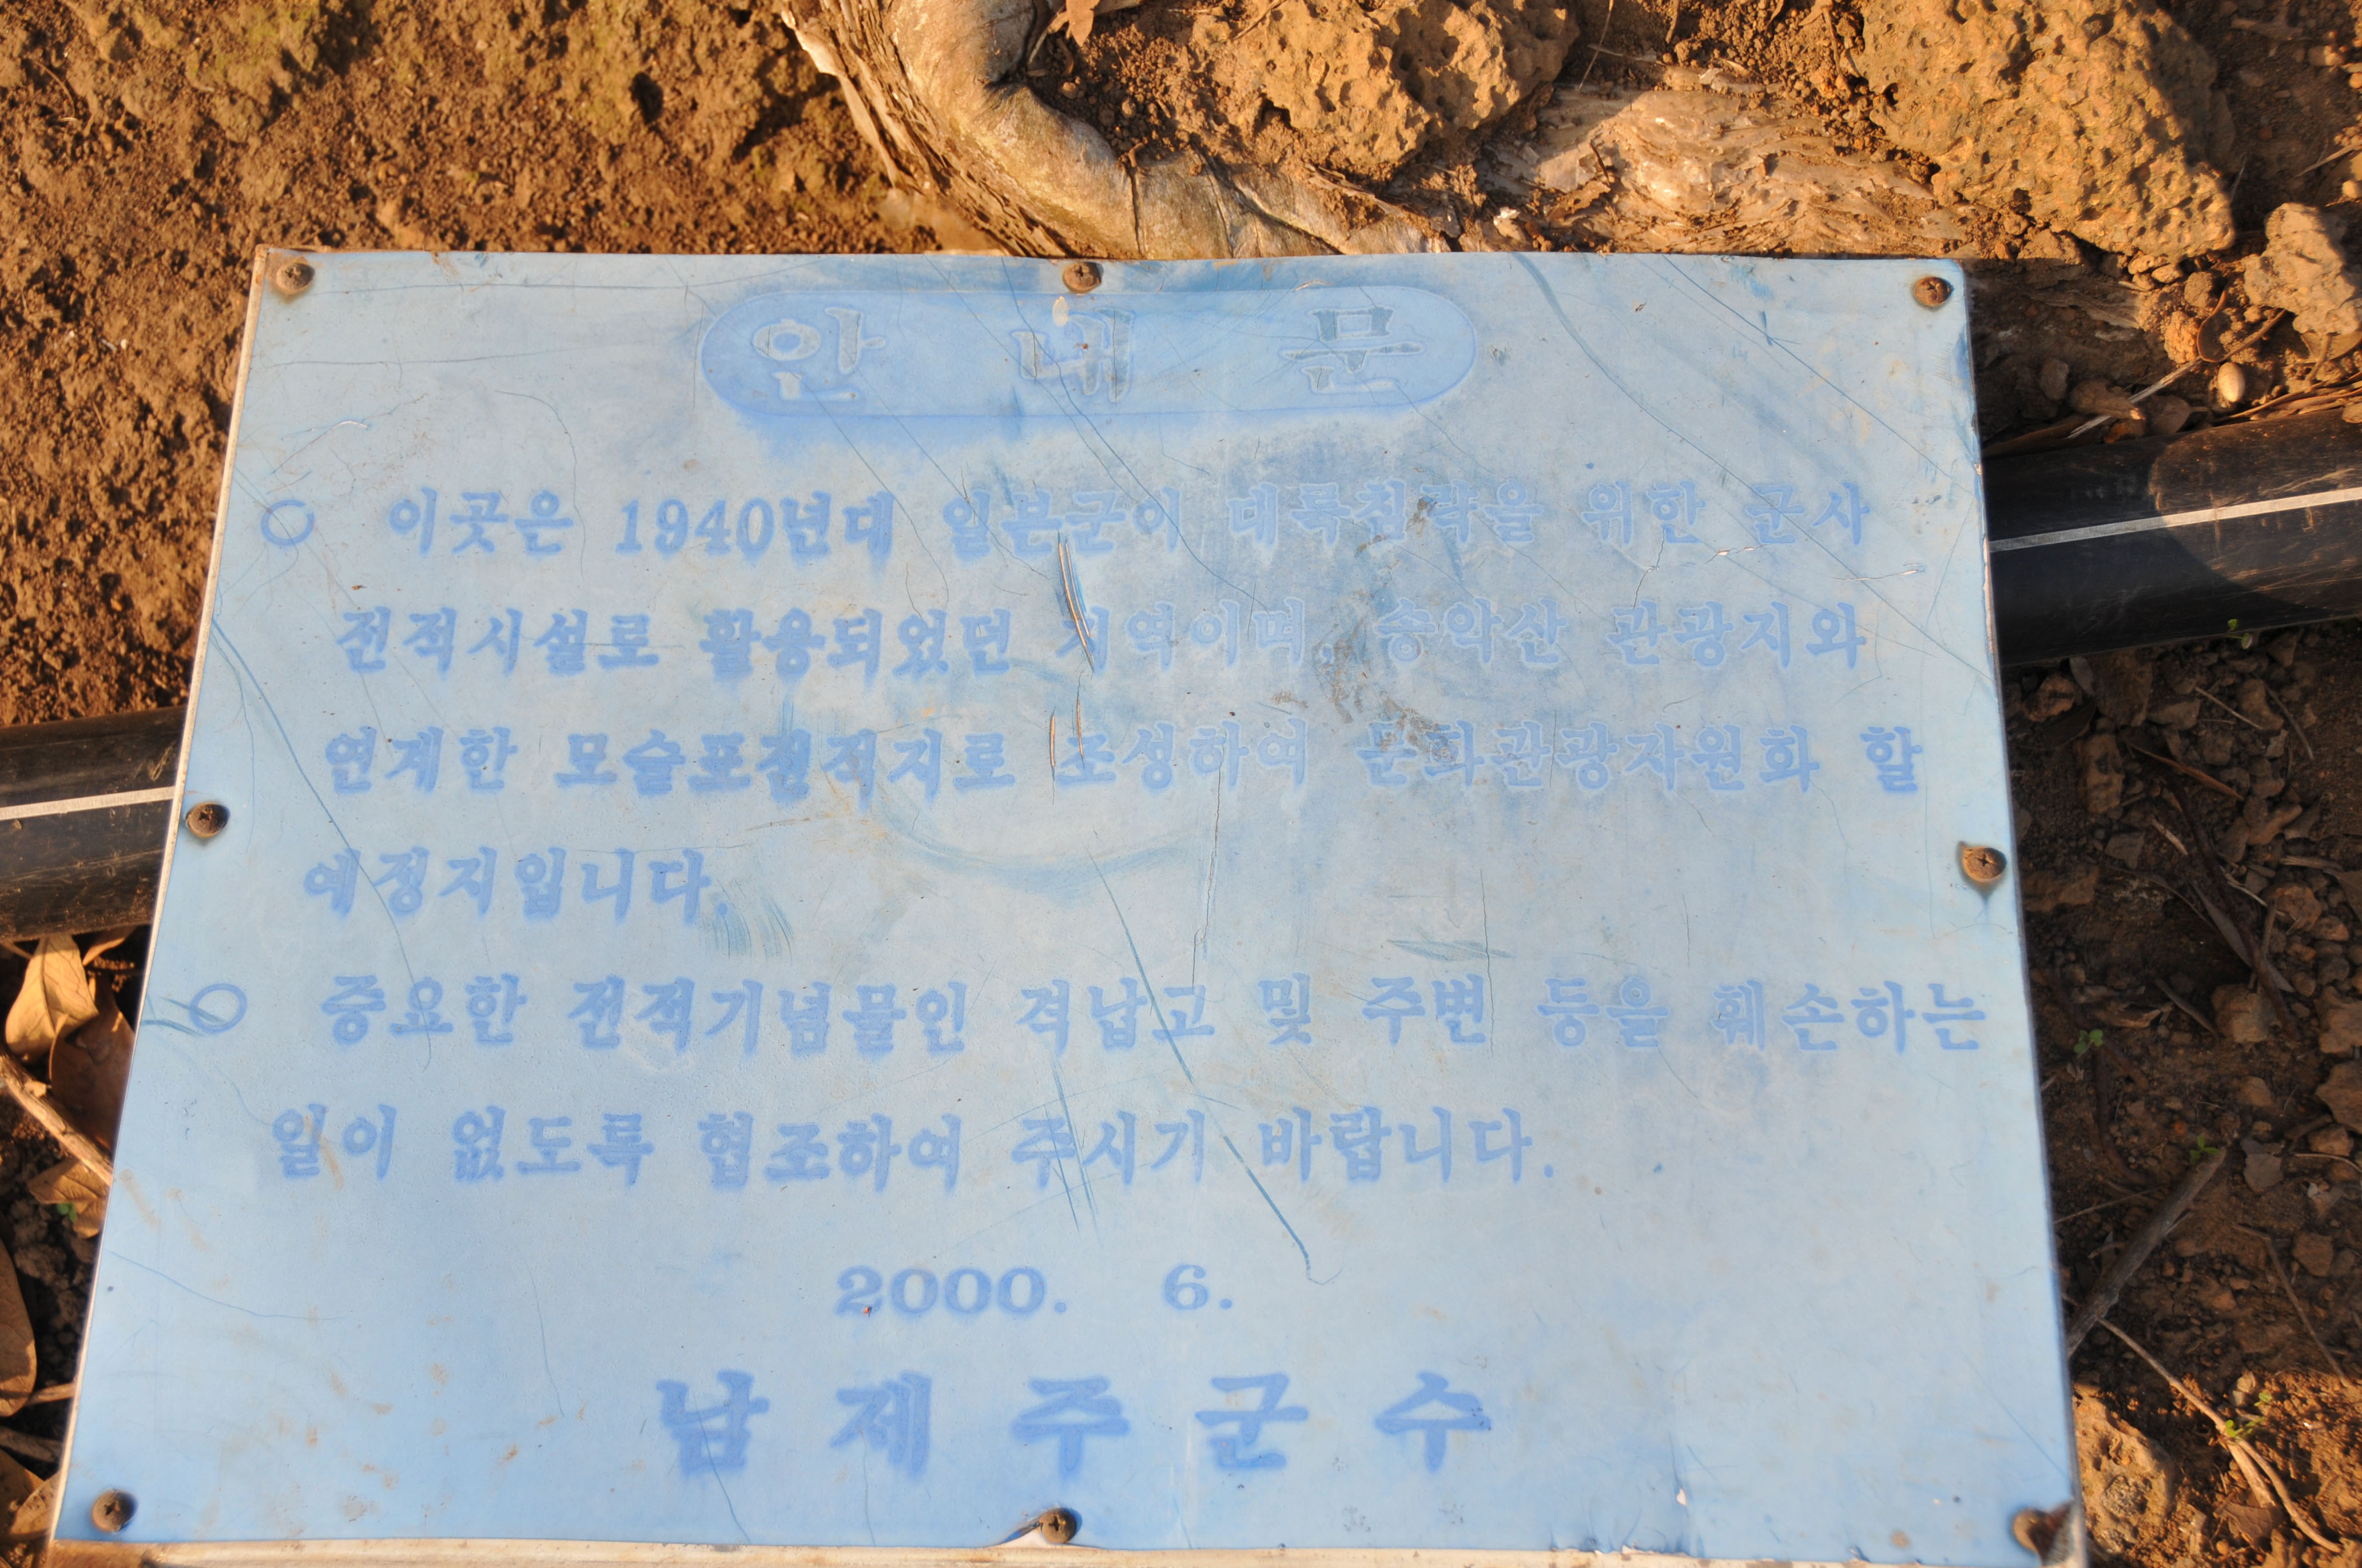 안 내 문
○ 이곳은 1940년대 일본군이 대륙침략을 위한 군사
전적시설로 활용되었던 지역이며, 송악산 관광지와
연계한 모슬포전적지로 조성하여 문화관광자원화 할
예정지입니다.
○ 중요한 전적기념물인 격납고 및 주변 등을 훼손하는
일이 없도록 협조하여 주시기 바랍니다.
2000. 6.
남 제 주 군 수